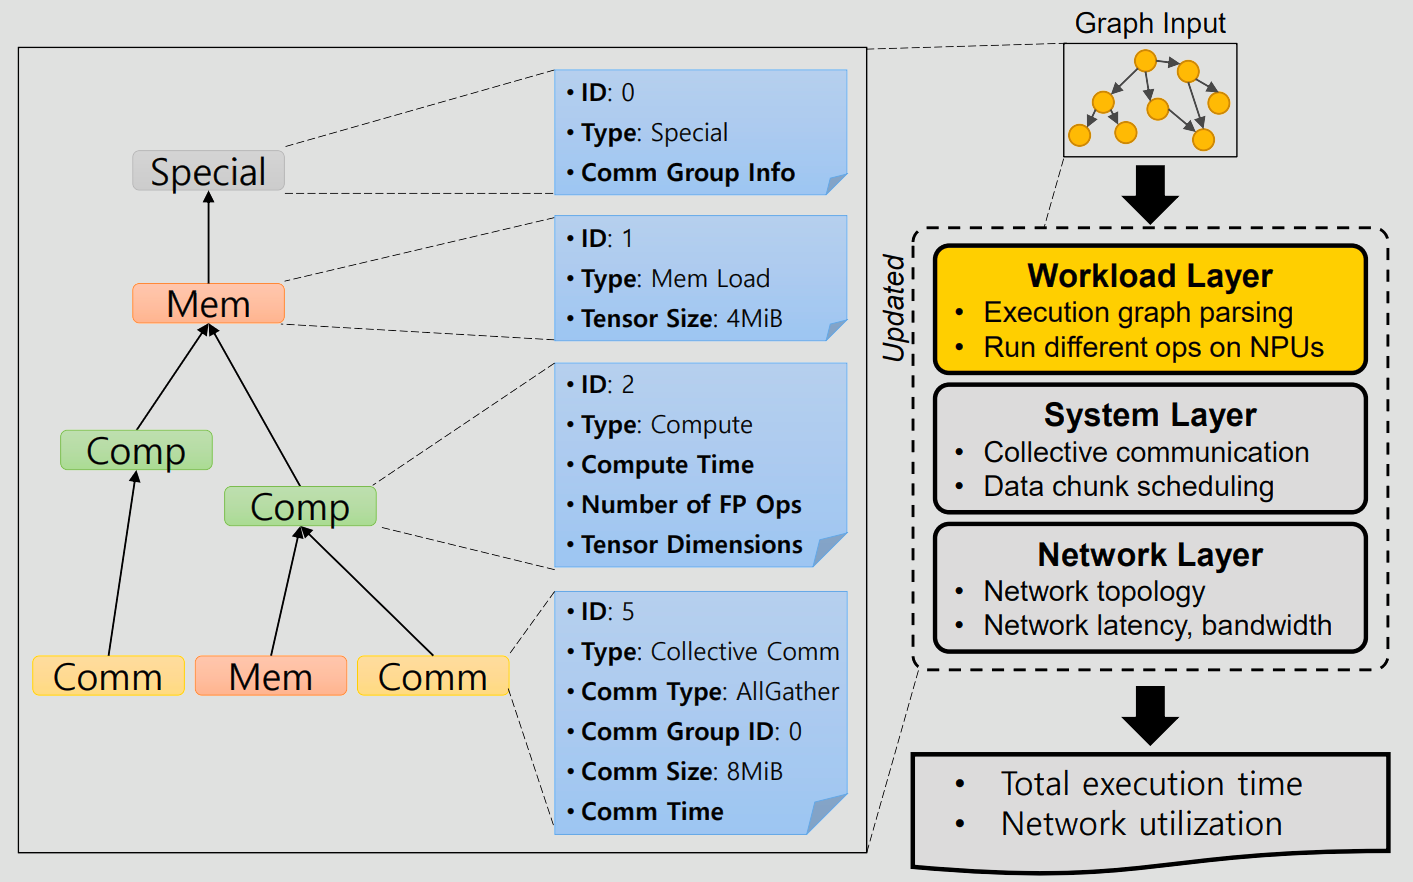 Graph Input
Special
Mem
Comp
Comp
Comm
Mem
Comm
• ID: 0
• Type: Special
• Comm Group Info
• ID: 1
• Type: Mem Load
• Tensor Size: 4MiB
• ID: 2
• Type: Compute
• Compute Time
• Number of FP Ops
• Tensor Dimensions
• ID: 5
• Type: Collective Comm
• Comm Type: AllGather
• Comm Group ID: 0
• Comm Size: 8MiB
• Comm Time
Updated
Workload Layer
• Execution graph parsing
• Run different ops on NPUs
System Layer
• Collective communication
• Data chunk scheduling
Network Layer
• Network topology
• Network latency, bandwidth
• Total execution time
• Network utilization